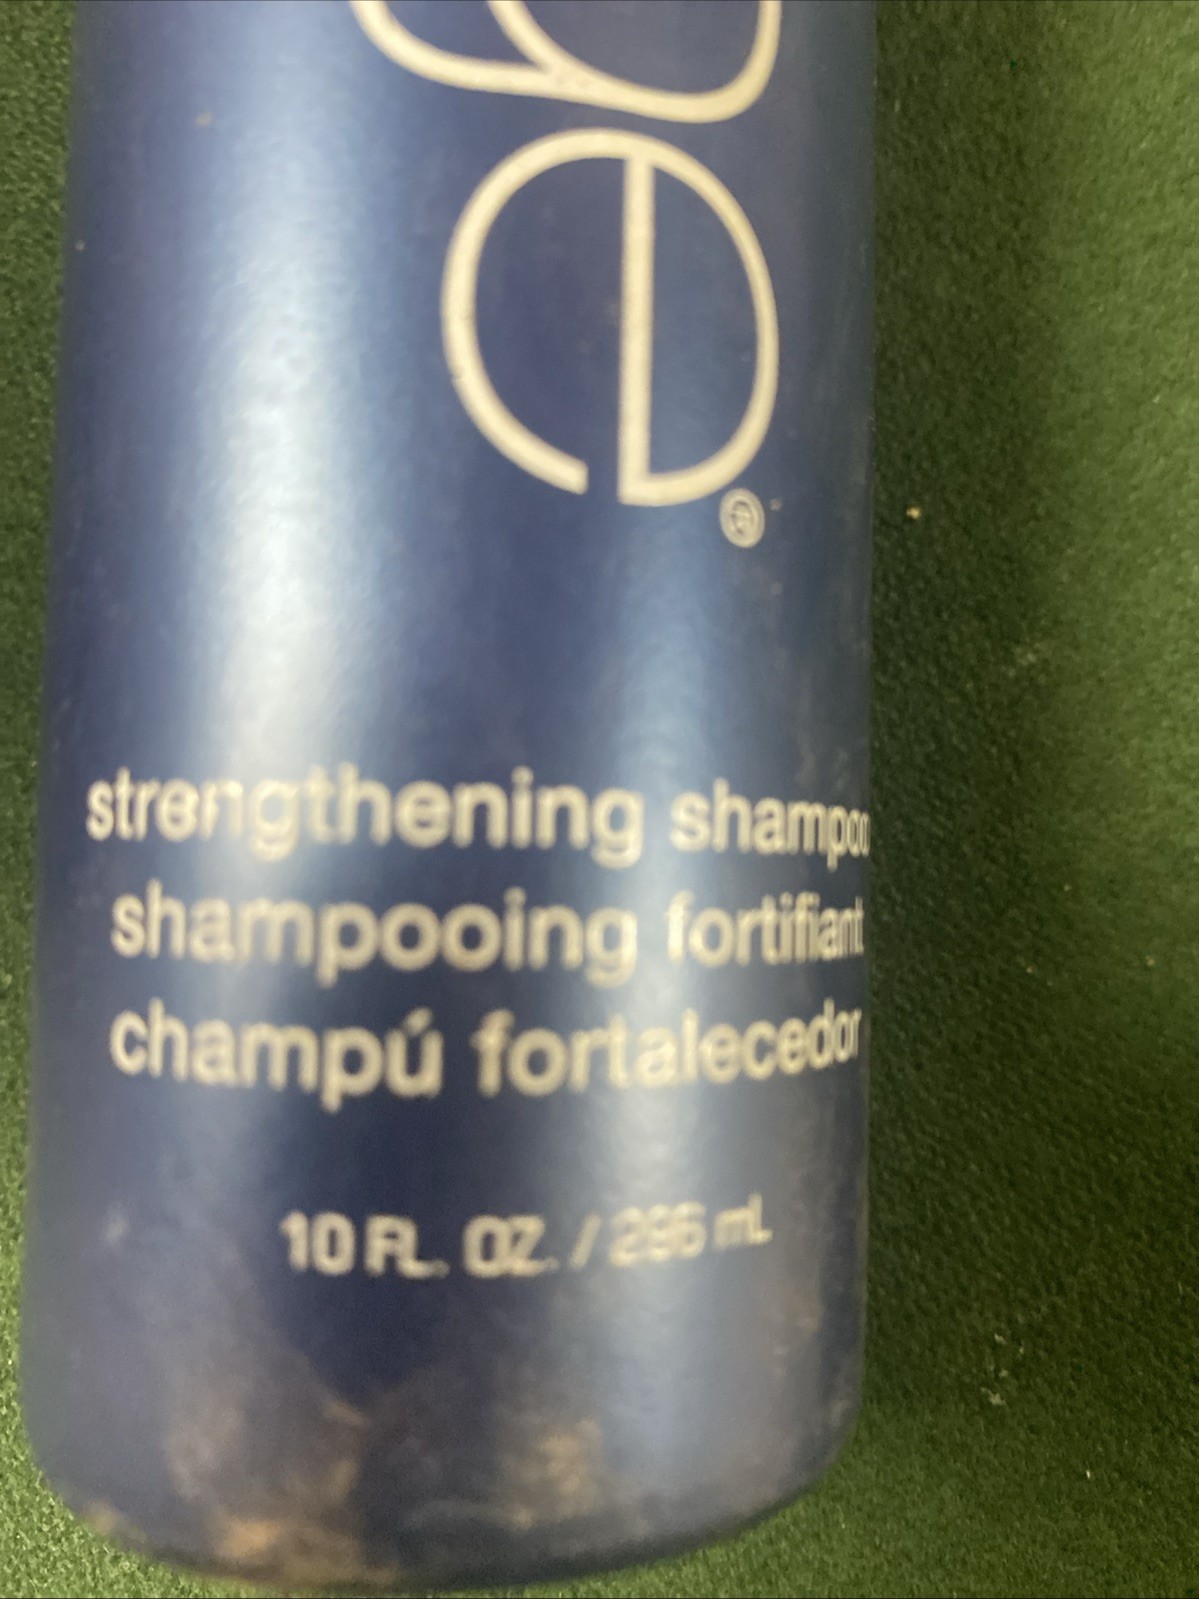 e®
strengthening shampoo
shampooing fortifiant
champú fortalecedor
10 FL. OZ. / 296 mL